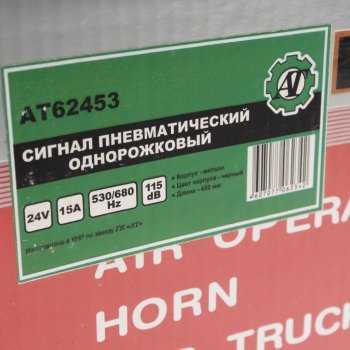 AT
AT62453
СИГНАЛ ПНЕВМАТИЧЕСКИЙ
ОДНОРОЖКОВЫЙ
24V
15A
530/680
Hz
115
dB
• Корпус - металл
• Цвет корпуса - черный
• Длина - 450 мм
Изготовлено в КНР по заказу ГК «АТ»
AIR OPERA
HORN
TRUCK